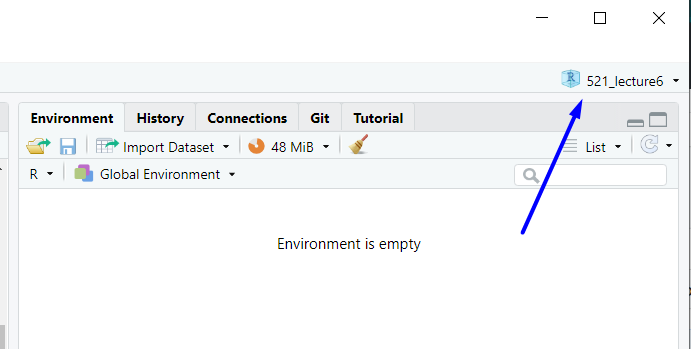 521_lecture6
Environment History Connections Git Tutorial
Import Dataset 48 MiB List
R Global Environment
Environment is empty